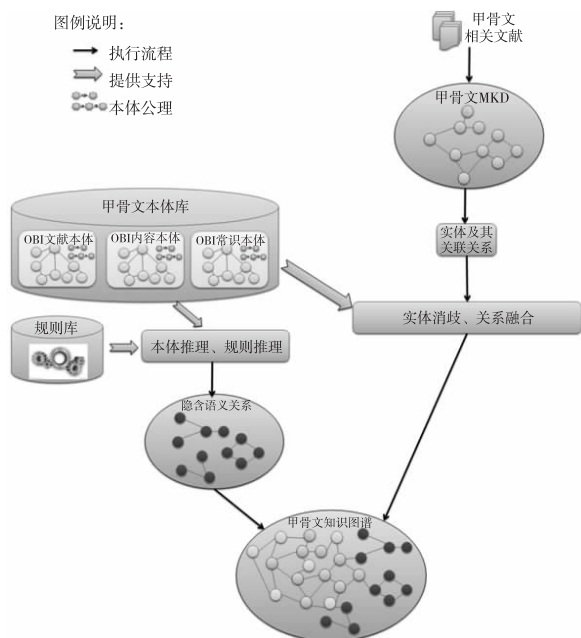 图例说明：
执行流程
提供支持
本体公理
甲骨文
相关文献
甲骨文MKD
实体及其
关联关系
甲骨文本体库
OBI文献本体
OBI内容本体
OBI常识本体
规则库
本体推理、规则推理
实体消歧、关系融合
隐含语义关系
甲骨文知识图谱